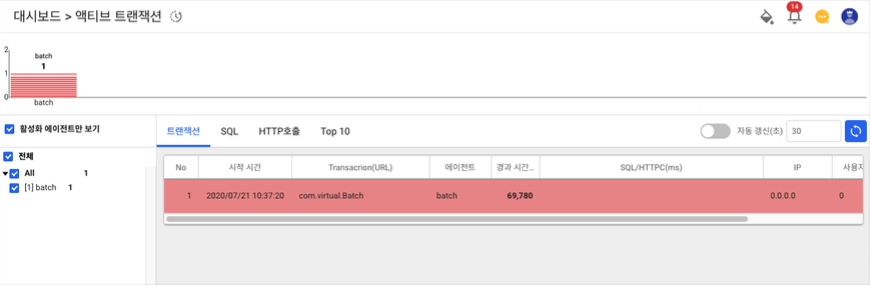 대시보드 > 액티브 트랜잭션
14
2
1
0
batch
1
batch
활성화 에이전트만 보기
전체
All 1
[1] batch 1
트랜잭션 SQL HTTP호출 Top 10 자동 갱신(초) 30
No 시작 시간 Transacrion(URL) 에이전트 경과 시간... SQL/HTTPC(ms) IP 사용자
1 2020/07/21 10:37:20 com.virtual.Batch batch 69,780 0.0.0.0 0